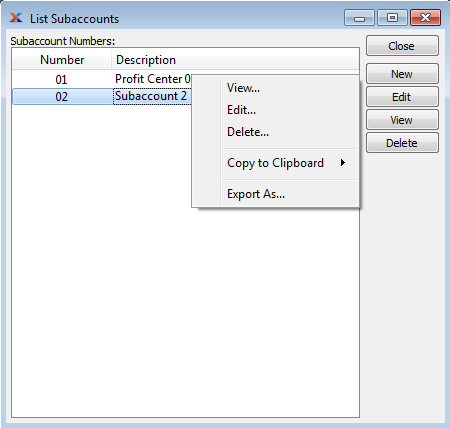 List Subaccounts
Subaccount Numbers:
Number Description
01 Profit Center 0
02 Subaccount 2
View...
Edit...
Delete...
Copy to Clipboard
Export As...
Close
New
Edit
View
Delete